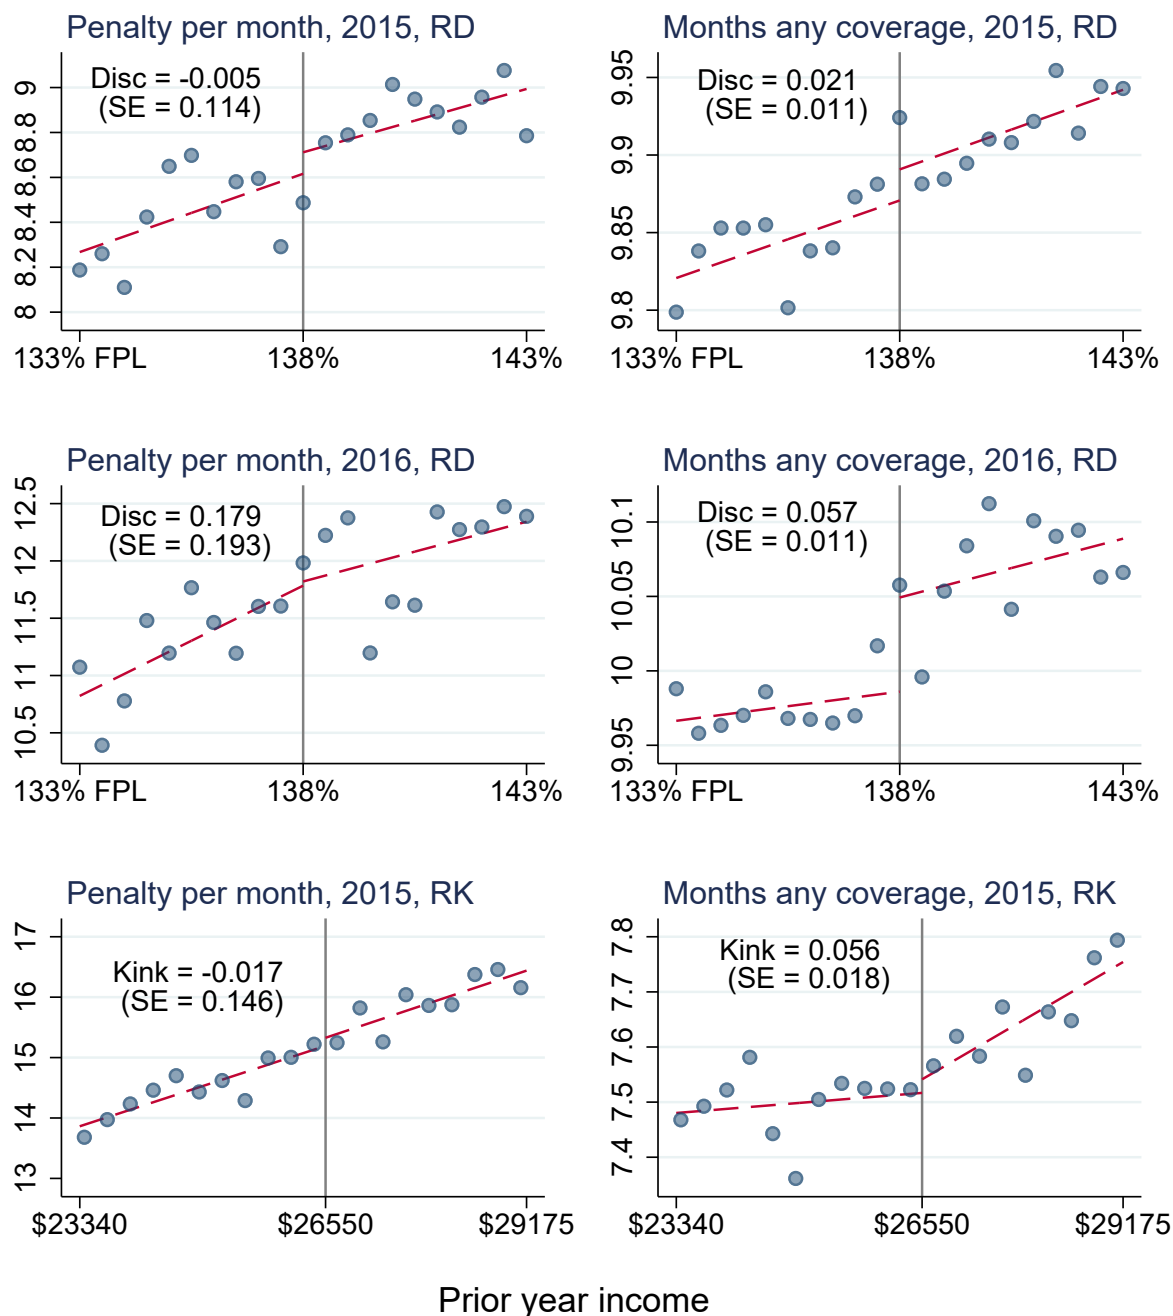 Penalty per month, 2015, RD
Disc = -0.005
(SE = 0.114)
9
8.8
8.6
8.4
8.2
8
133% FPL 138% 143%
Months any coverage, 2015, RD
Disc = 0.021
(SE = 0.011)
9.95
9.9
9.85
9.8
133% FPL 138% 143%
Penalty per month, 2016, RD
Disc = 0.179
(SE = 0.193)
12.5
12
11.5
11
10.5
133% FPL 138% 143%
Months any coverage, 2016, RD
Disc = 0.057
(SE = 0.011)
10.1
10.05
10
9.95
133% FPL 138% 143%
Penalty per month, 2015, RK
Kink = -0.017
(SE = 0.146)
17
16
15
14
13
$23340 $26550 $29175
Months any coverage, 2015, RK
Kink = 0.056
(SE = 0.018)
7.8
7.7
7.6
7.5
7.4
$23340 $26550 $29175
Prior year income